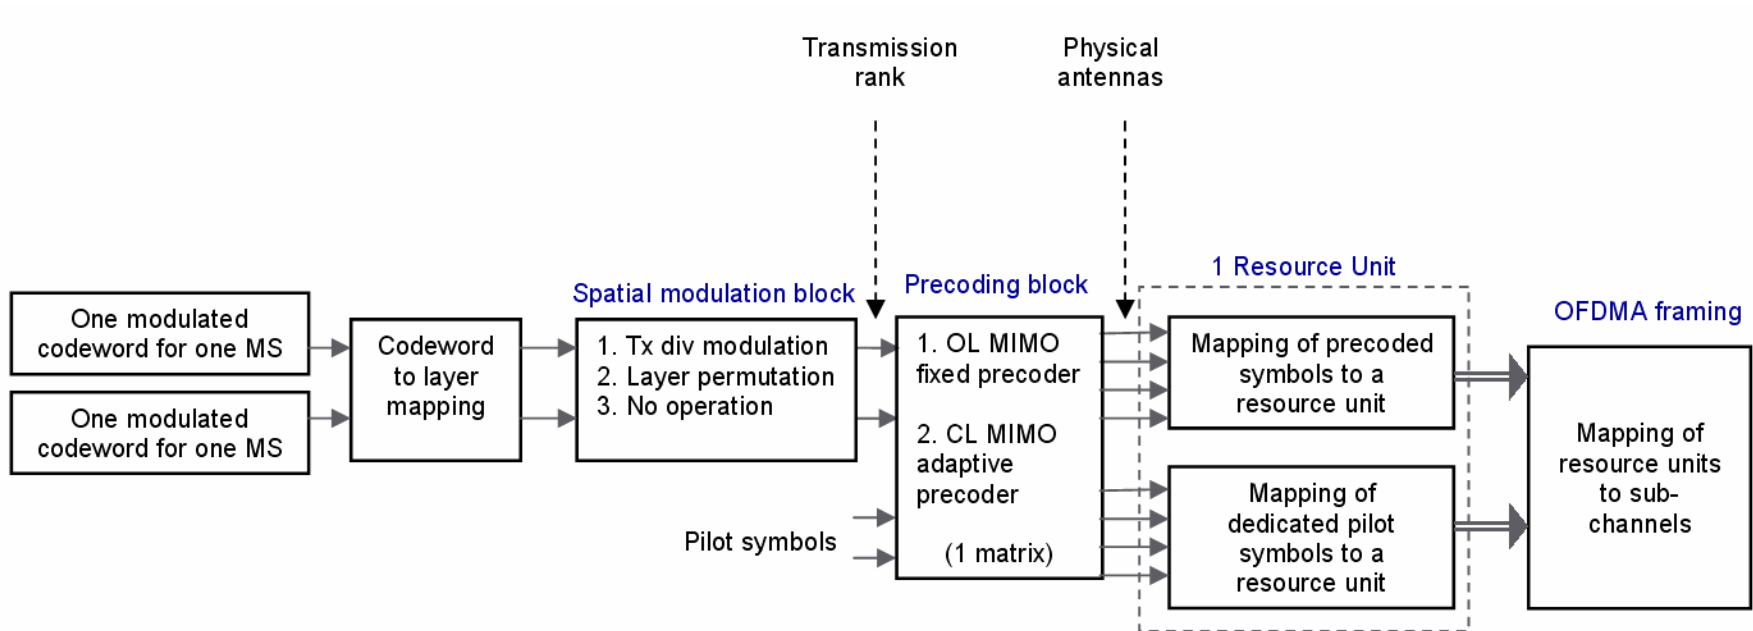 Transmission
rank
Physical
antennas
One modulated
codeword for one MS
One modulated
codeword for one MS
Codeword
to layer
mapping
Spatial modulation block
1. Tx div modulation
2. Layer permutation
3. No operation
Pilot symbols
Precoding block
1. OL MIMO
fixed precoder
2. CL MIMO
adaptive
precoder
(1 matrix)
1 Resource Unit
Mapping of precoded
symbols to a
resource unit
Mapping of
dedicated pilot
symbols to a
resource unit
OFDMA framing
Mapping of
resource units
to sub-
channels